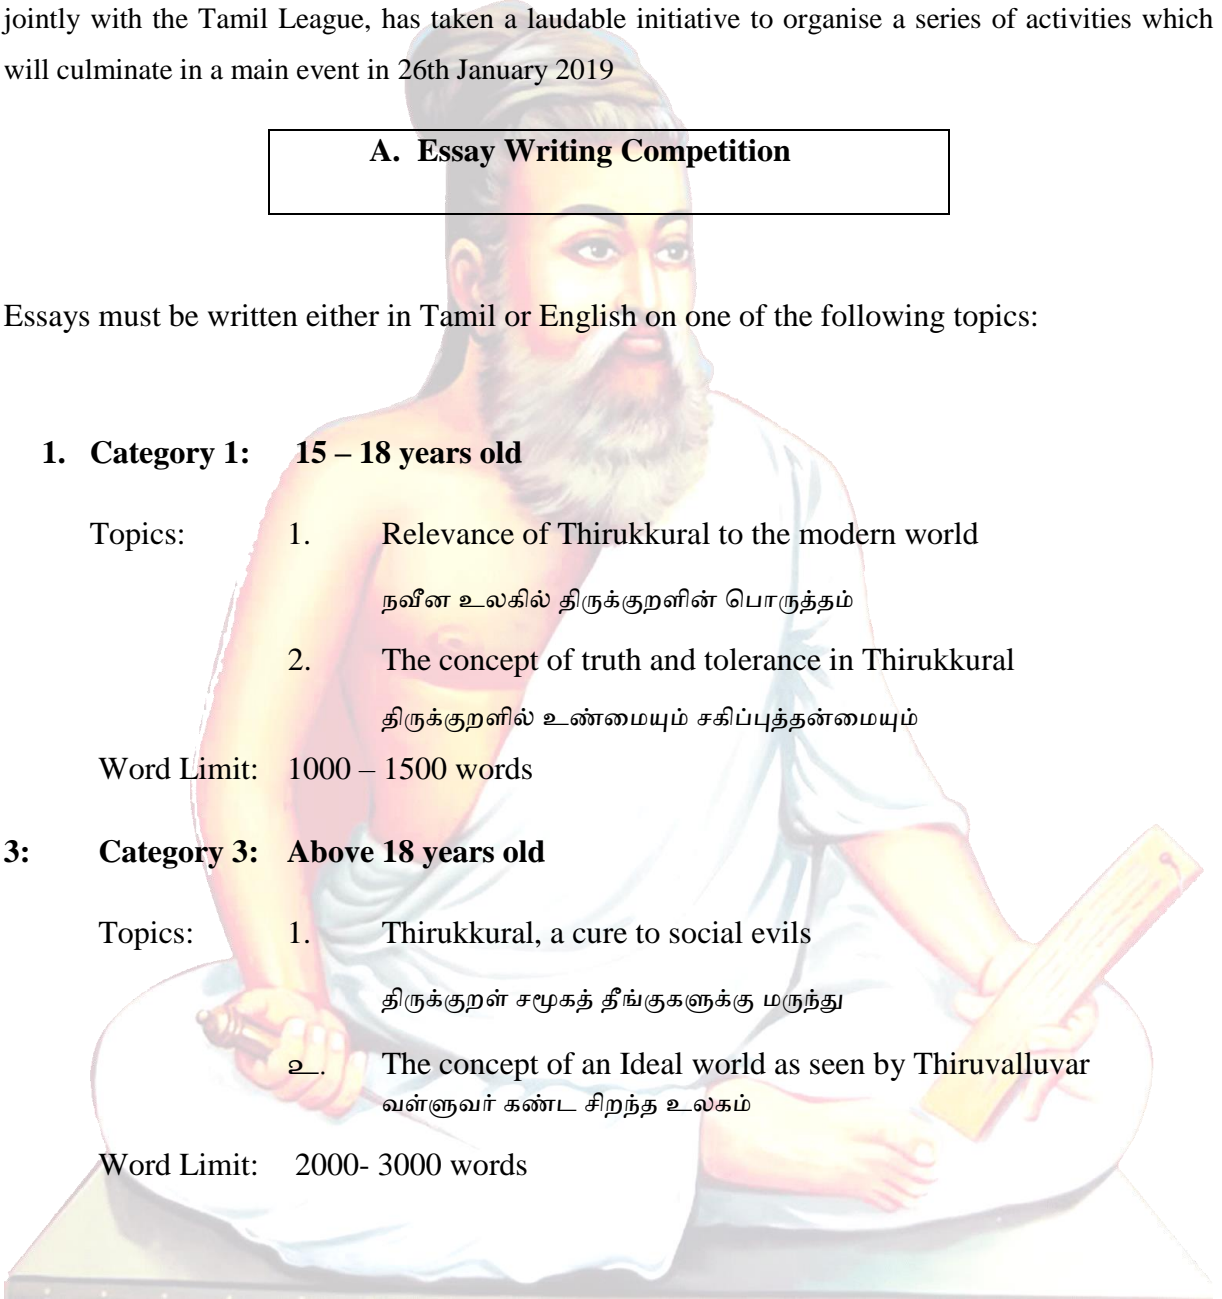 jointly with the Tamil League, has taken a laudable initiative to organise a series of activities which
will culminate in a main event in 26th January 2019
A. Essay Writing Competition
Essays must be written either in Tamil or English on one of the following topics:
1. Category 1: 15 – 18 years old
Topics: 1. Relevance of Thirukkural to the modern world
நவீன உலகில் திருக்குறளின் பொருத்தம்
2. The concept of truth and tolerance in Thirukkural
திருக்குறளில் உண்மையும் சகிப்புத்தன்மையும்
Word Limit: 1000 – 1500 words
3: Category 3: Above 18 years old
Topics: 1. Thirukkural, a cure to social evils
திருக்குறள் சமூகத் தீங்குகளுக்கு மருந்து
உ. The concept of an Ideal world as seen by Thiruvalluvar
வள்ளுவர் கண்ட சிறந்த உலகம்
Word Limit: 2000- 3000 words